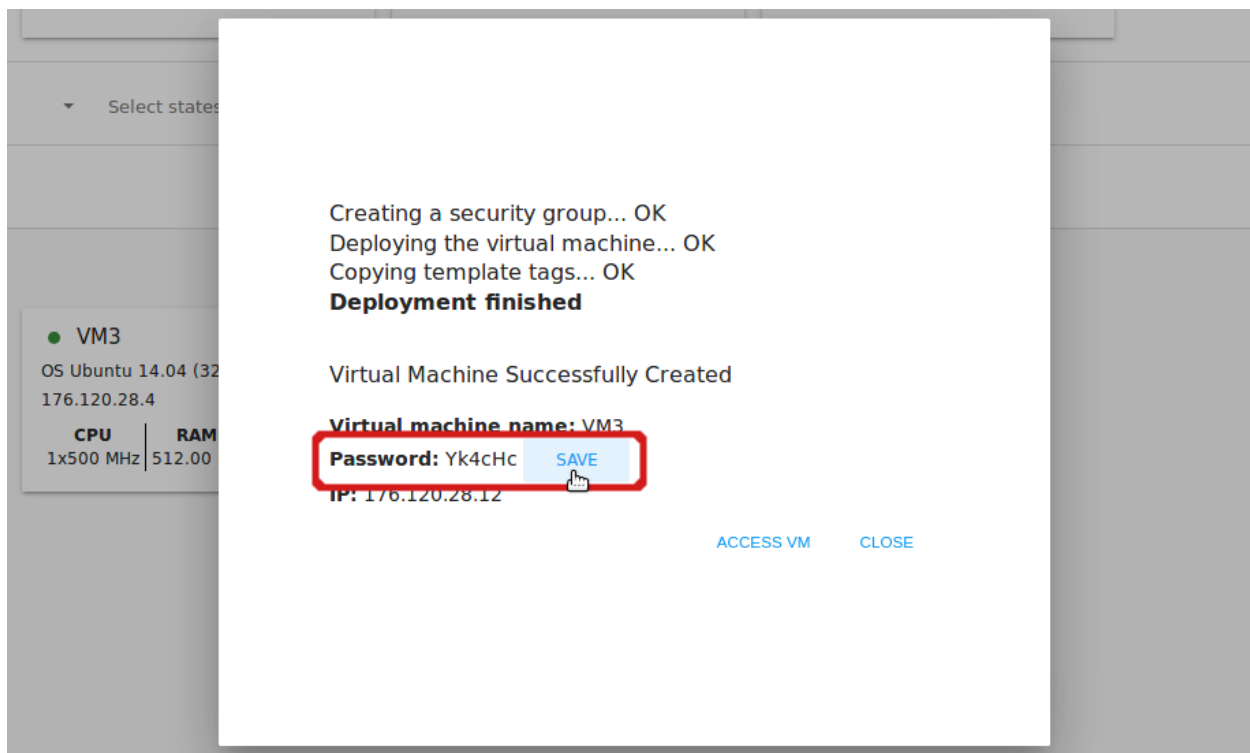 Select states
Creating a security group... OK
Deploying the virtual machine... OK
Copying template tags... OK
Deployment finished
VM3
OS Ubuntu 14.04 (32
176.120.28.4
CPU RAM
1x500 MHz 512.00
Virtual Machine Successfully Created
Virtual machine name: VM3
Password: Yk4cHc SAVE
IP: 176.120.28.12
ACCESS VM CLOSE